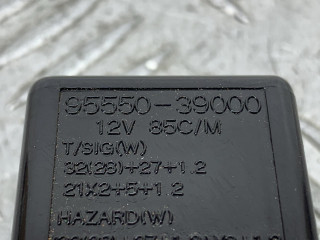 95550-39000
12V 85C/M
T/SIG(W)
32(28)+27+1.2
21X2+5+1.2
HAZARD(W)